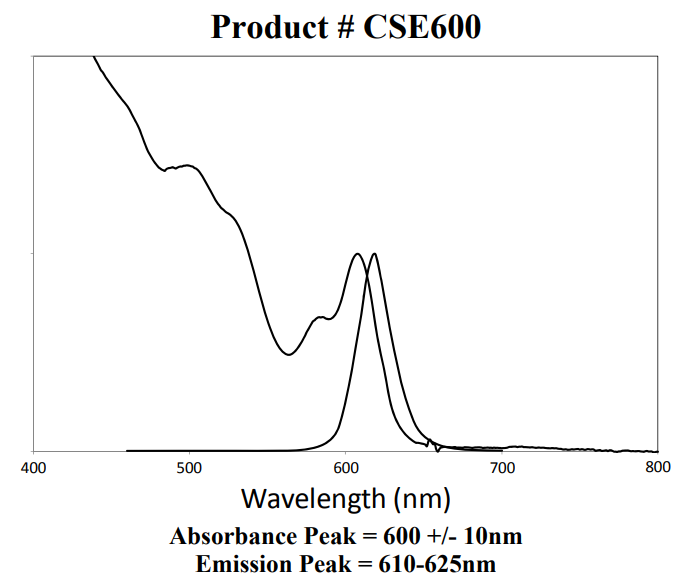 Product # CSE600
400 500 600 700 800
Wavelength (nm)
Absorbance Peak = 600 +/- 10nm
Emission Peak = 610-625nm